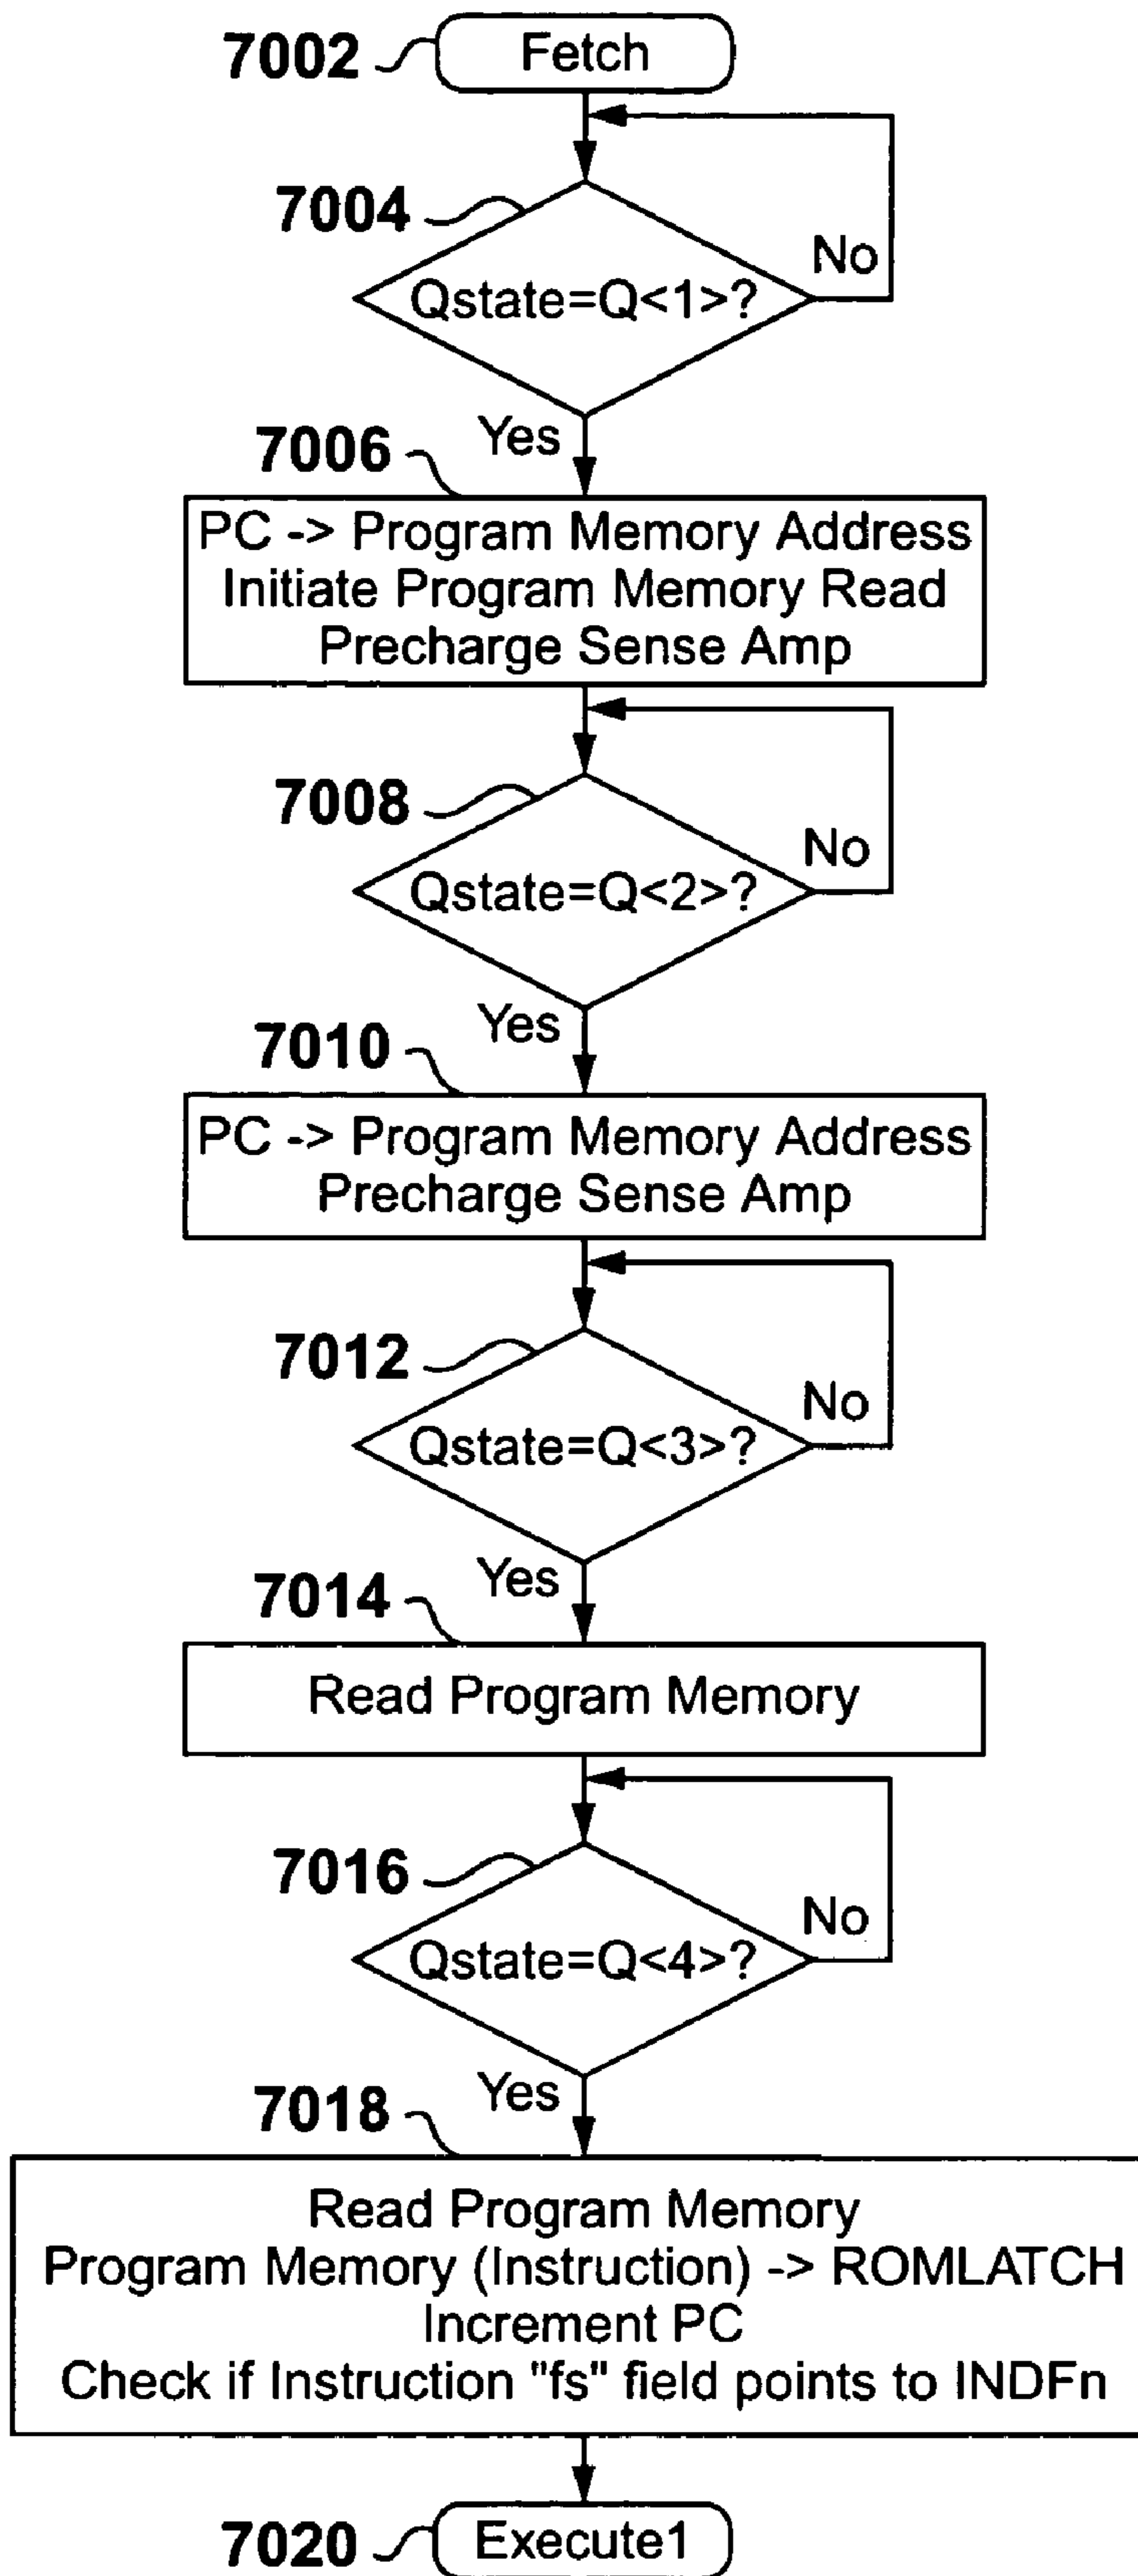 7002
Fetch
7004
No
Qstate=Q<1>?
Yes
7006
PC -> Program Memory Address
Initiate Program Memory Read
Precharge Sense Amp
7008
No
Qstate=Q<2>?
Yes
7010
PC -> Program Memory Address
Precharge Sense Amp
7012
No
Qstate=Q<3>?
Yes
7014
Read Program Memory
7016
No
Qstate=Q<4>?
Yes
7018
Read Program Memory
Program Memory (Instruction) -> ROMLATCH
Increment PC
Check if Instruction "fs" field points to INDFn
7020
Execute1